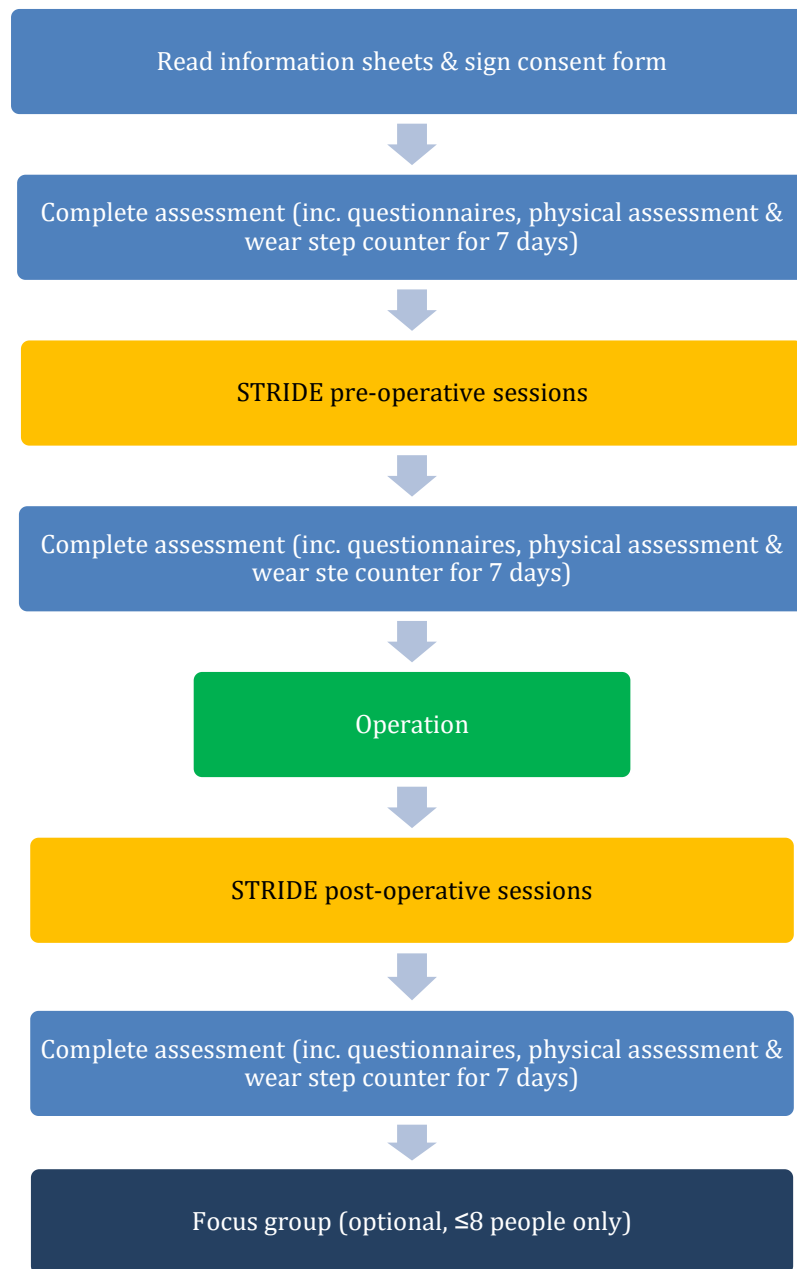 Read information sheets & sign consent form
Complete assessment (inc. questionnaires, physical assessment &
wear step counter for 7 days)
STRIDE pre-operative sessions
Complete assessment (inc. questionnaires, physical assessment &
wear ste counter for 7 days)
Operation
STRIDE post-operative sessions
Complete assessment (inc. questionnaires, physical assessment &
wear step counter for 7 days)
Focus group (optional, ≤8 people only)